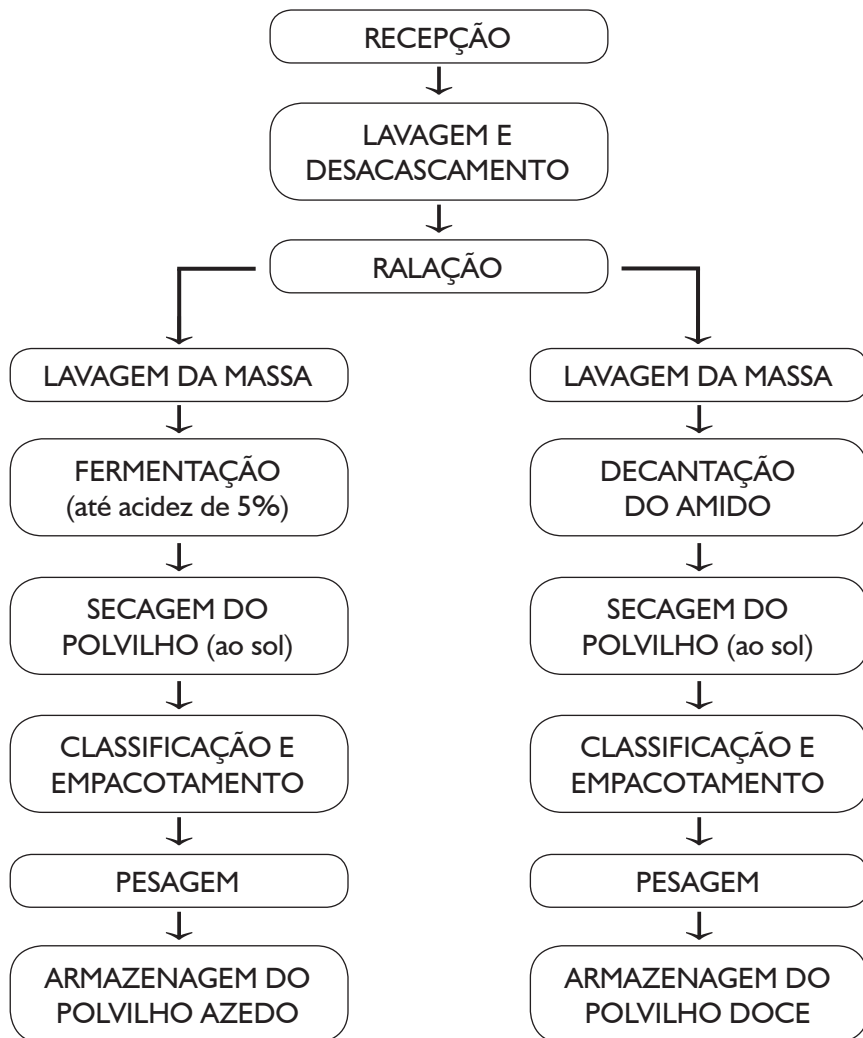 RECEPÇÃO
LAVAGEM E
DESACASCAMENTO
RALAÇÃO
LAVAGEM DA MASSA
FERMENTAÇÃO
(até acidez de 5%)
SECAGEM DO
POLVILHO (ao sol)
CLASSIFICAÇÃO E
EMPACOTAMENTO
PESAGEM
ARMAZENAGEM DO
POLVILHO AZEDO
LAVAGEM DA MASSA
DECANTAÇÃO
DO AMIDO
SECAGEM DO
POLVILHO (ao sol)
CLASSIFICAÇÃO E
EMPACOTAMENTO
PESAGEM
ARMAZENAGEM DO
POLVILHO DOCE